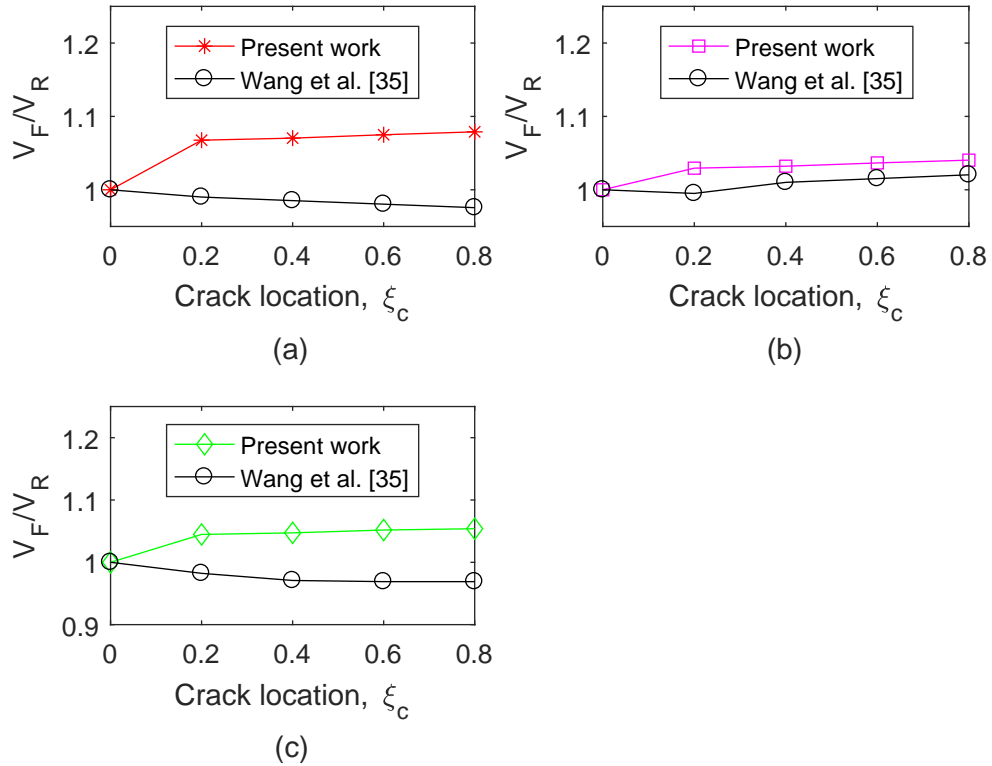 1.2
1.1
1
V_F/V_R
Present work
Wang et al. [35]
0 0.2 0.4 0.6 0.8
Crack location, ξ_c
(a)
1.2
1.1
1
V_F/V_R
Present work
Wang et al. [35]
0 0.2 0.4 0.6 0.8
Crack location, ξ_c
(b)
1.2
1.1
1
0.9
V_F/V_R
Present work
Wang et al. [35]
0 0.2 0.4 0.6 0.8
Crack location, ξ_c
(c)